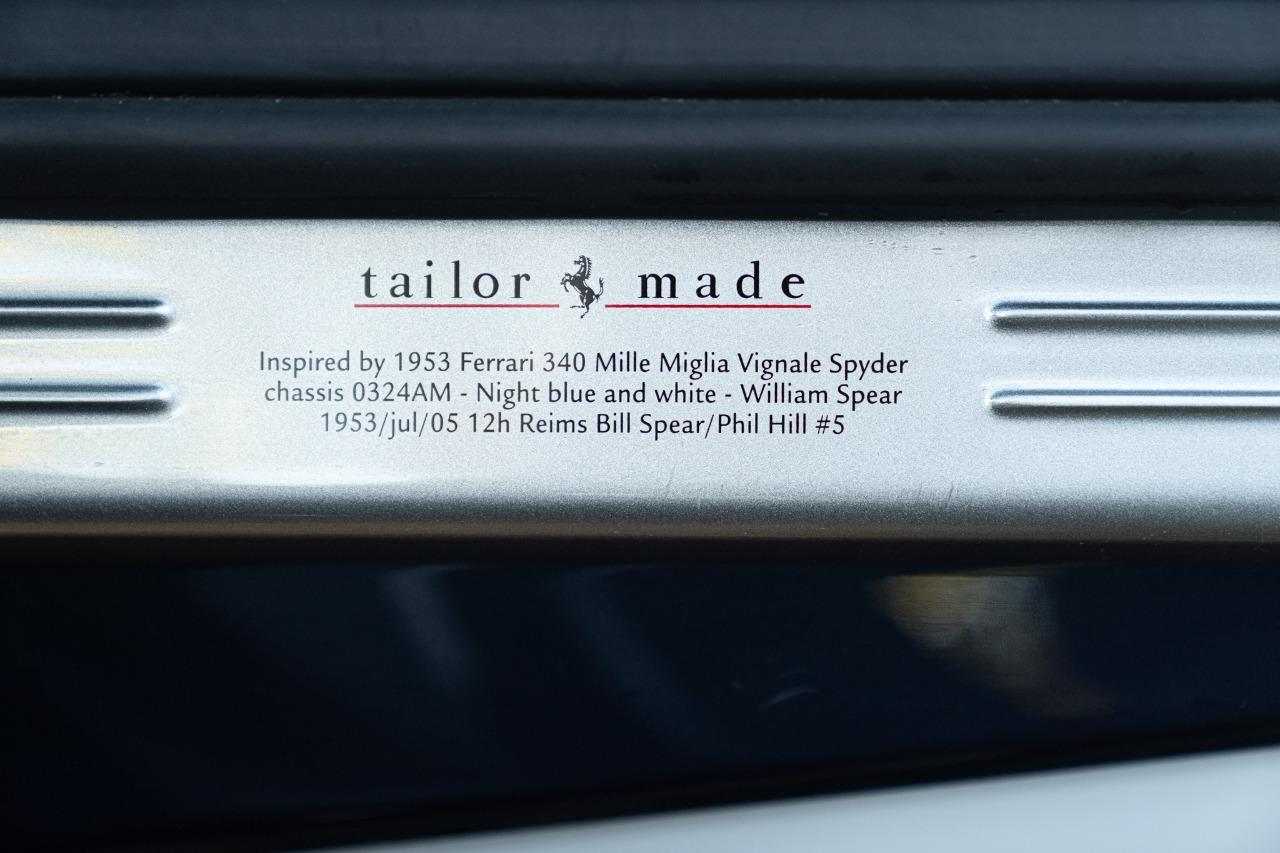 tailor made
Inspired by 1953 Ferrari 340 Mille Miglia Vignale Spyder
chassis 0324AM - Night blue and white - William Spear
1953/jul/05 12h Reims Bill Spear/Phil Hill #5